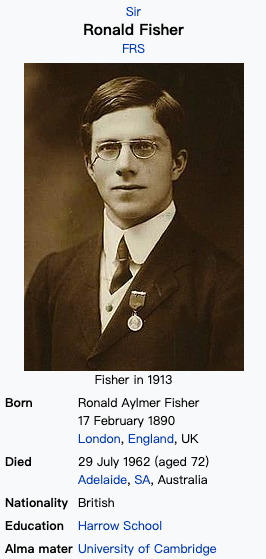 Sir
Ronald Fisher
FRS
Fisher in 1913
Born Ronald Aylmer Fisher
17 February 1890
London, England, UK
Died 29 July 1962 (aged 72)
Adelaide, SA, Australia
Nationality British
Education Harrow School
Alma mater University of Cambridge